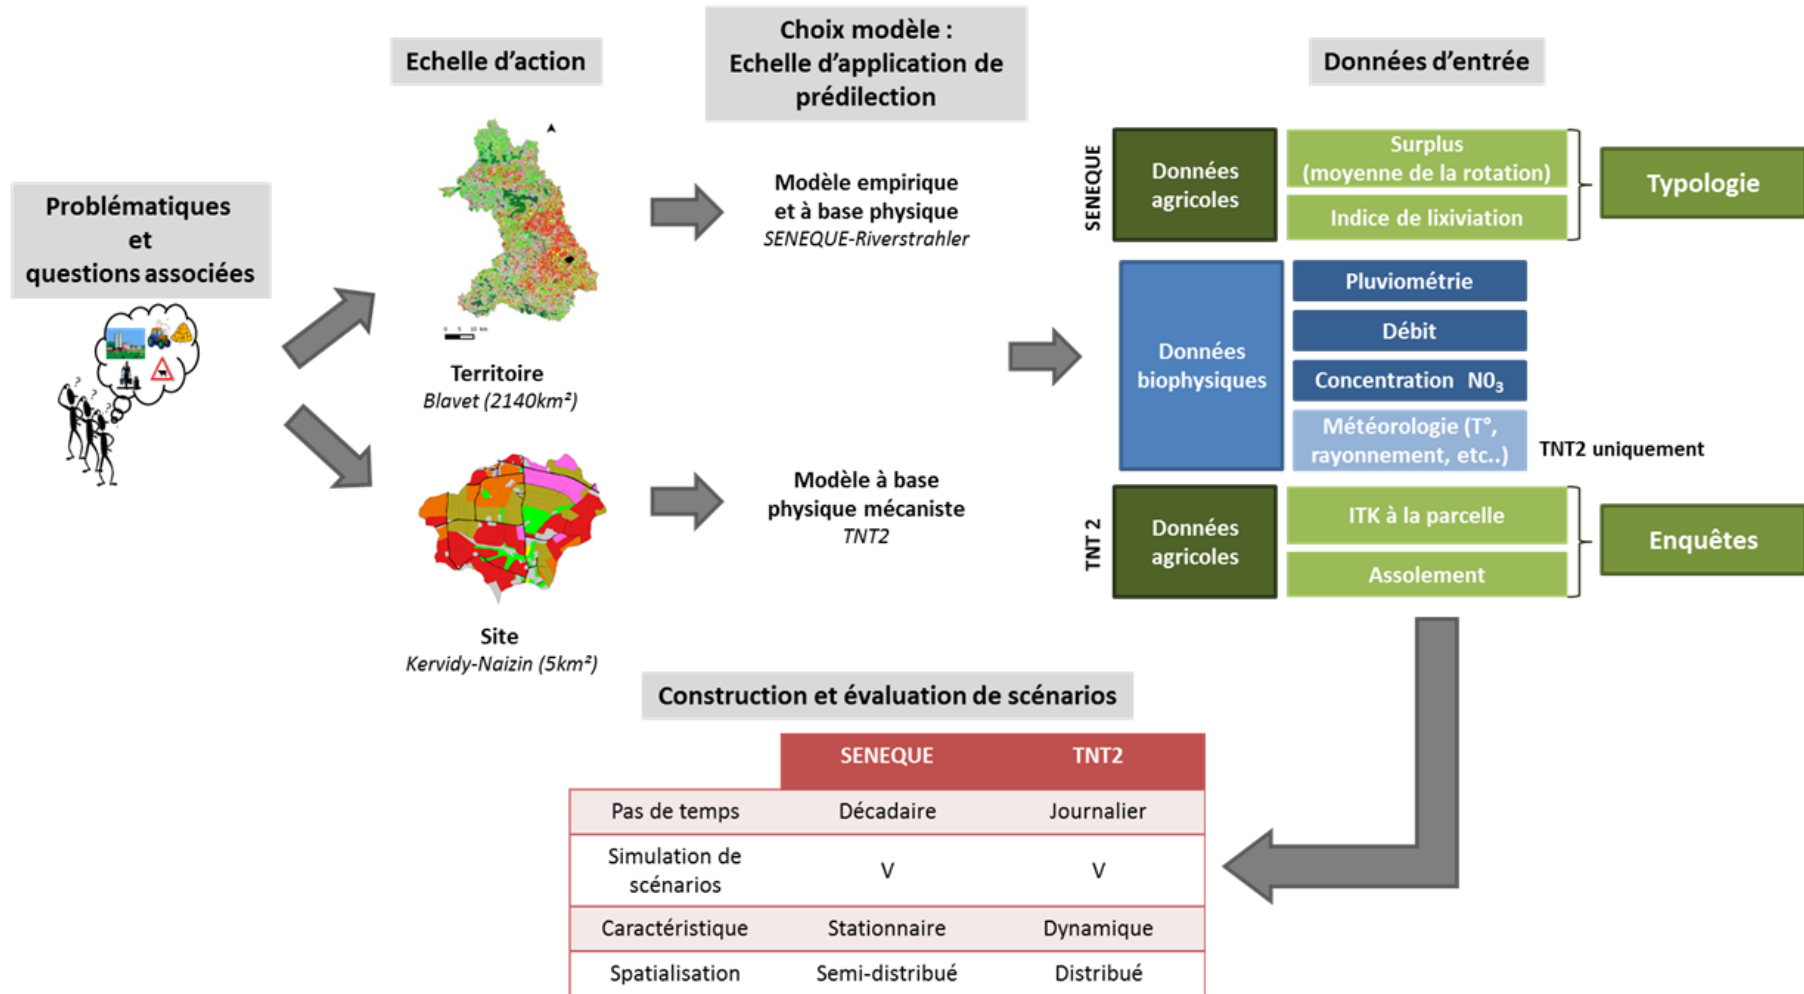 Problématiques
et
questions associées
?
?
?
Echelle d'action
0 5 10 km
Territoire
Blavet (2140km²)
Site
Kervidy-Naizin (5km²)
Choix modèle :
Echelle d'application de
prédilection
Modèle empirique
et à base physique
SENEQUE-Riverstrahler
Modèle à base
physique mécaniste
TNT2
Données d'entrée
SENEQUE
Données
agricoles
Surplus
(moyenne de la rotation)
Indice de lixiviation
Typologie
Données
biophysiques
Pluviométrie
Débit
Concentration N0₃
Météorologie (T°,
rayonnement, etc..)
TNT2 uniquement
TNT 2
Données
agricoles
ITK à la parcelle
Assolement
Enquêtes
Construction et évaluation de scénarios
SENEQUE TNT2
Pas de temps Décadaire Journalier
Simulation de
scénarios V V
Caractéristique Stationnaire Dynamique
Spatialisation Semi-distribué Distribué